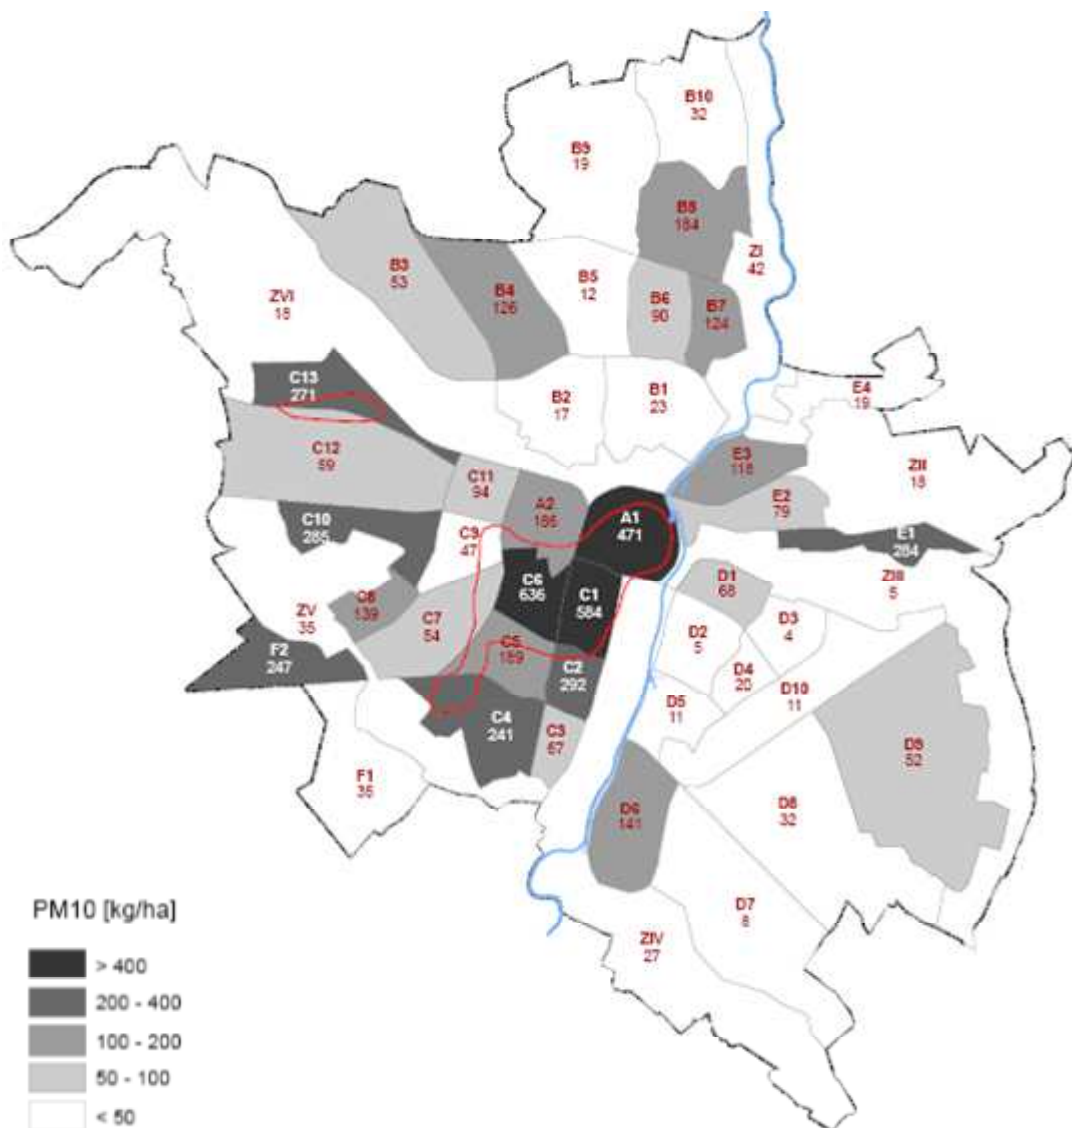 B10
32
B9
19
B8
184
ZI
42
B3
53
B4
126
B5
12
B6
90
B7
124
ZVI
18
C13
271
B2
17
B1
23
E4
19
C12
59
C11
94
A2
186
A1
471
E3
118
E2
79
ZII
18
E1
284
ZIII
5
C10
285
C9
47
C6
636
C1
584
D1
68
C8
139
C7
54
ZV
35
F2
247
C5
189
C2
292
D2
5
D3
4
D4
20
D10
11
D5
11
C4
241
C3
67
D9
52
F1
35
D6
141
D8
32
D7
8
ZIV
27
PM10 [kg/ha]
> 400
200 - 400
100 - 200
50 - 100
< 50